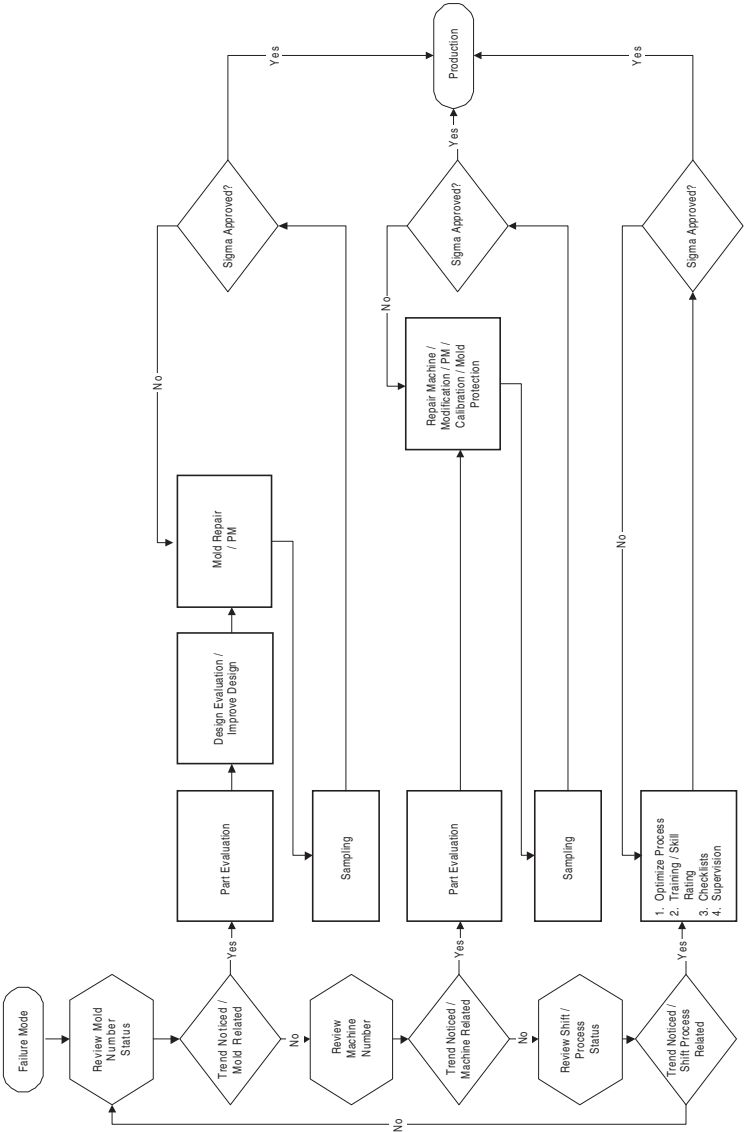 Failure Mode
Review Mold
Number
Status
Trend Noticed /
Mold Related
No
Review
Machine
Number
Trend Noticed /
Machine Related
No
Review Shift /
Process
Status
Trend Noticed /
Shift Process
Related
No
Yes
Part Evaluation
Design Evaluation /
Improve Design
Mold Repair
/ PM
Sampling
No
Sigma Approved?
Yes
Yes
Part Evaluation
Repair Machine /
Modification / PM /
Calibration / Mold
Protection
Sampling
No
Sigma Approved?
Yes
Yes
1. Optimize Process
2. Training / Skill
Rating
3. Checklists
4. Supervision
No
Sigma Approved?
Yes
Production